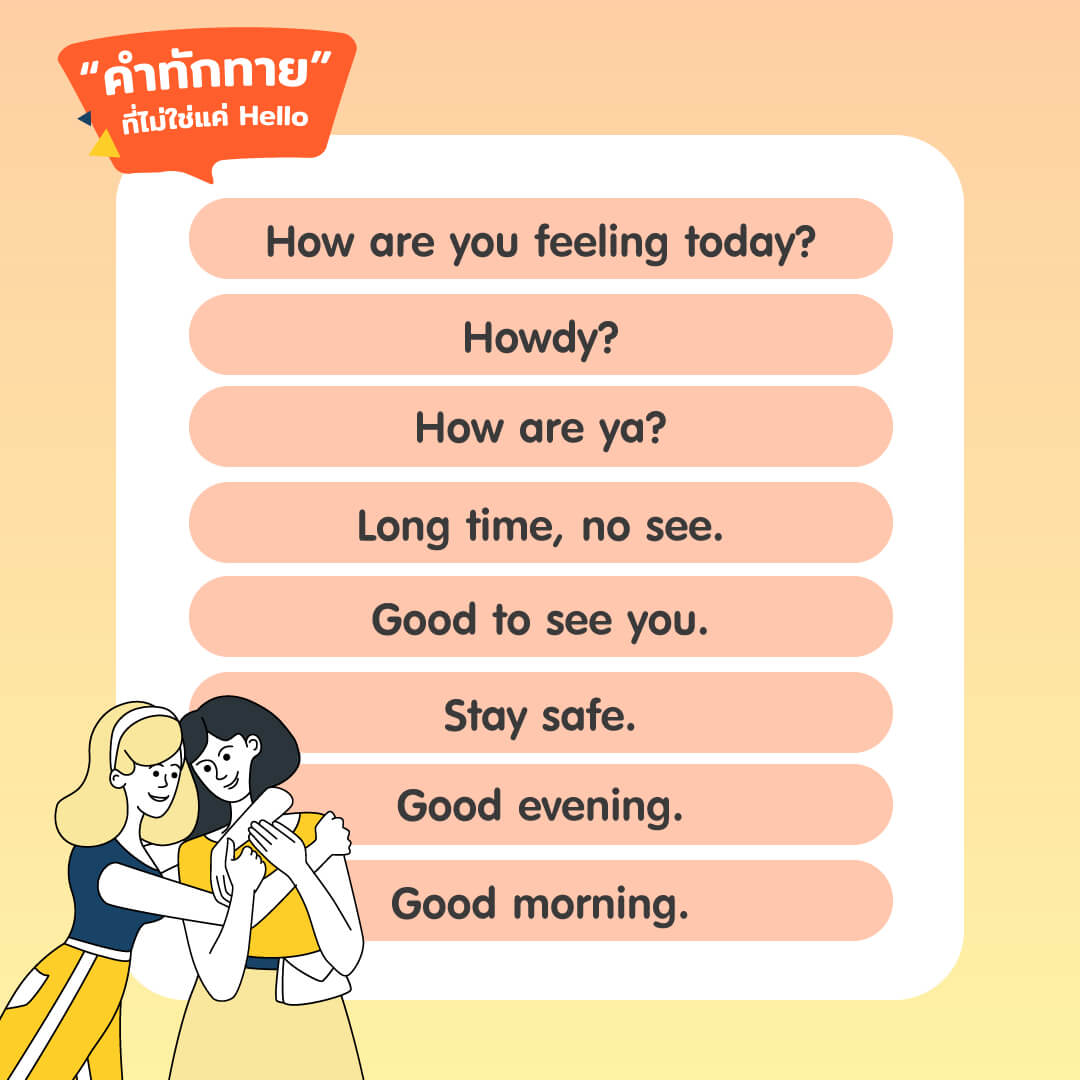 “คำทักทาย”
ที่ไม่ใช่แค่ Hello
How are you feeling today?
Howdy?
How are ya?
Long time, no see.
Good to see you.
Stay safe.
Good evening.
Good morning.